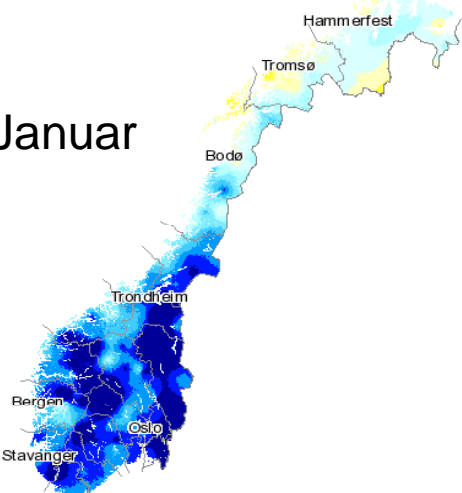 Hammerfest
Tromsø
Januar
Bodø
Trondheim
Bergen
Oslo
Stavanger